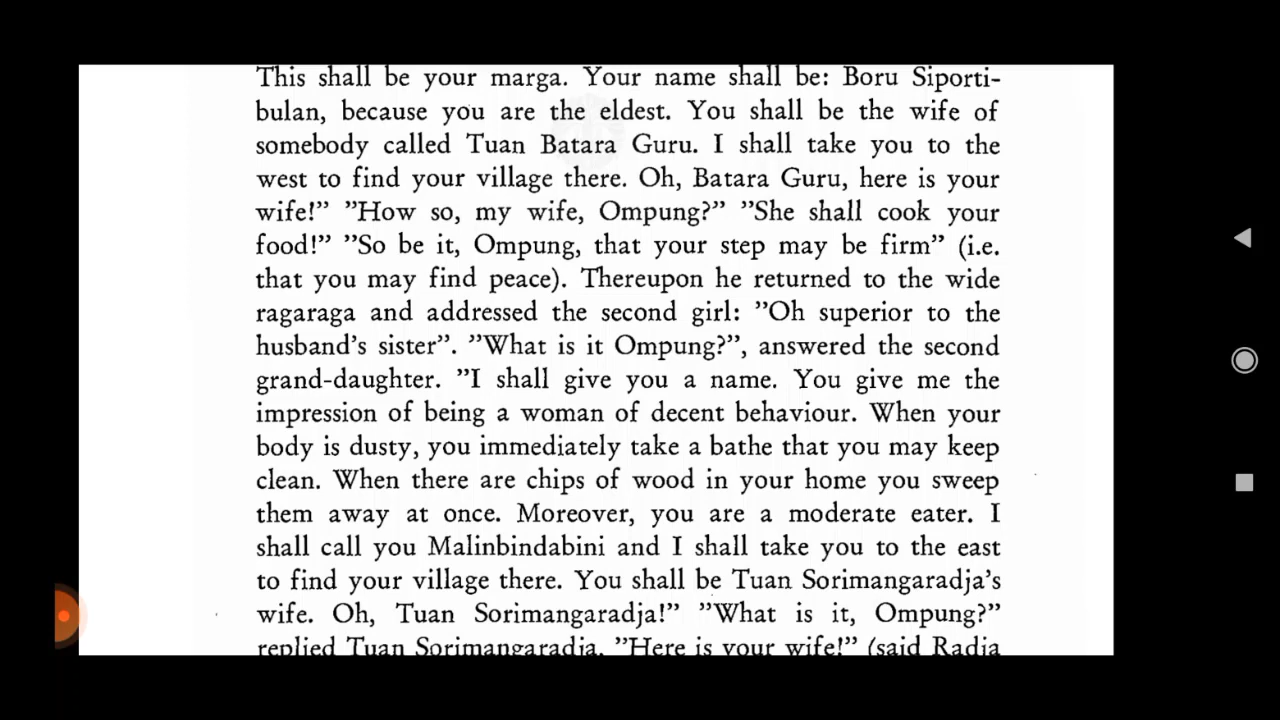 This shall be your marga. Your name shall be: Boru Siporti-
bulan, because you are the eldest. You shall be the wife of
somebody called Tuan Batara Guru. I shall take you to the
west to find your village there. Oh, Batara Guru, here is your
wife!” ”How so, my wife, Ompung?” ”She shall cook your
food!” ”So be it, Ompung, that your step may be firm” (i.e.
that you may find peace). Thereupon he returned to the wide
ragaraga and addressed the second girl: ”Oh superior to the
husband’s sister”. ”What is it Ompung?”, answered the second
grand-daughter. ”I shall give you a name. You give me the
impression of being a woman of decent behaviour. When your
body is dusty, you immediately take a bathe that you may keep
clean. When there are chips of wood in your home you sweep
them away at once. Moreover, you are a moderate eater. I
shall call you Malinbindabini and I shall take you to the east
to find your village there. You shall be Tuan Sorimangaradja’s
wife. Oh, Tuan Sorimangaradja!” ”What is it, Ompung?”
replied Tuan Sorimangaradja. ”Here is your wife!” (said Radja